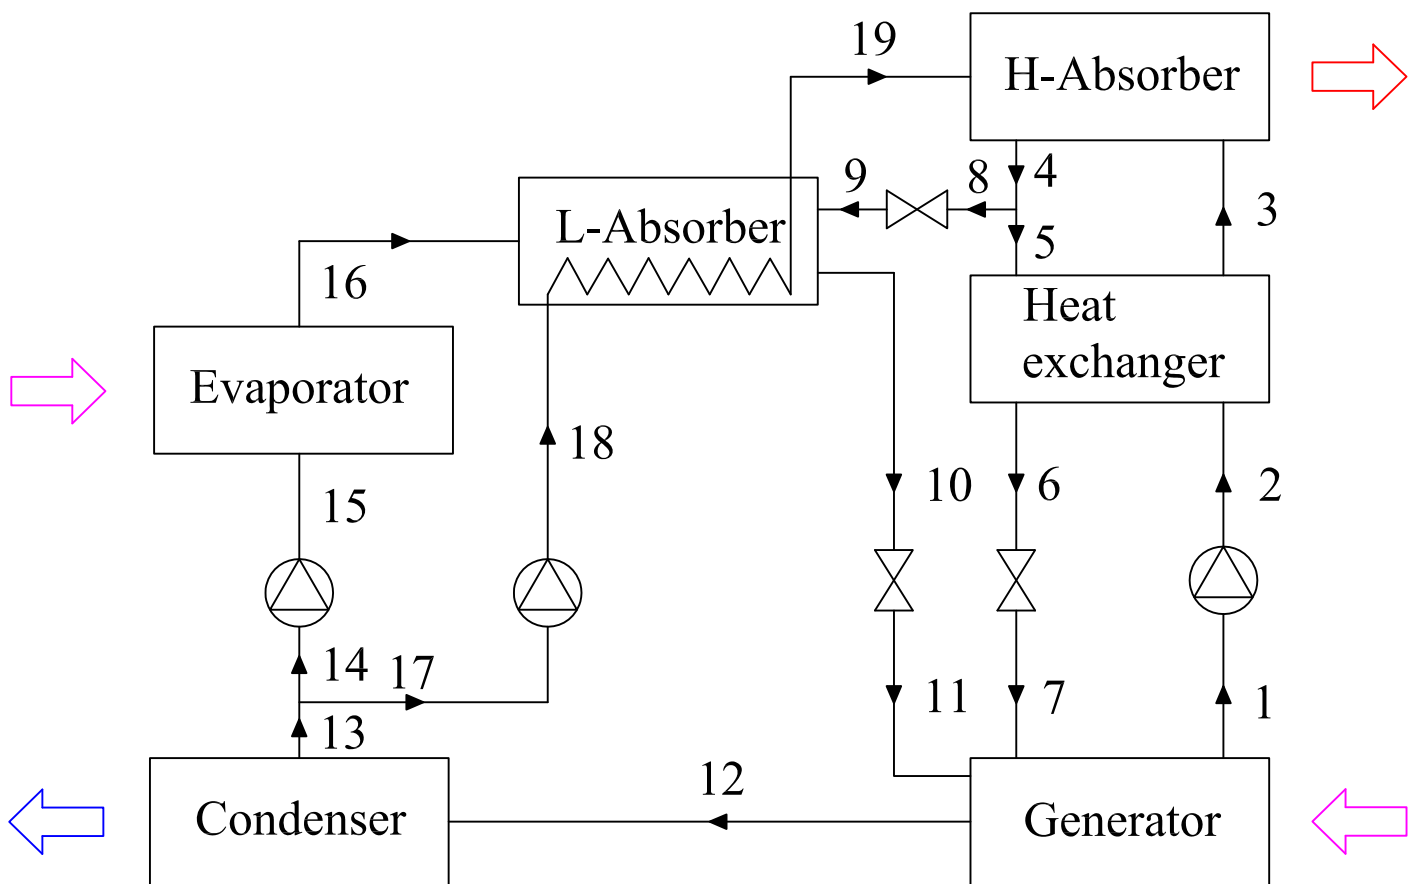 19
H-Absorber
4
9
8
3
L-Absorber
5
16
Heat
exchanger
Evaporator
18
10
6
2
15
14
17
11
7
1
13
12
Condenser
Generator